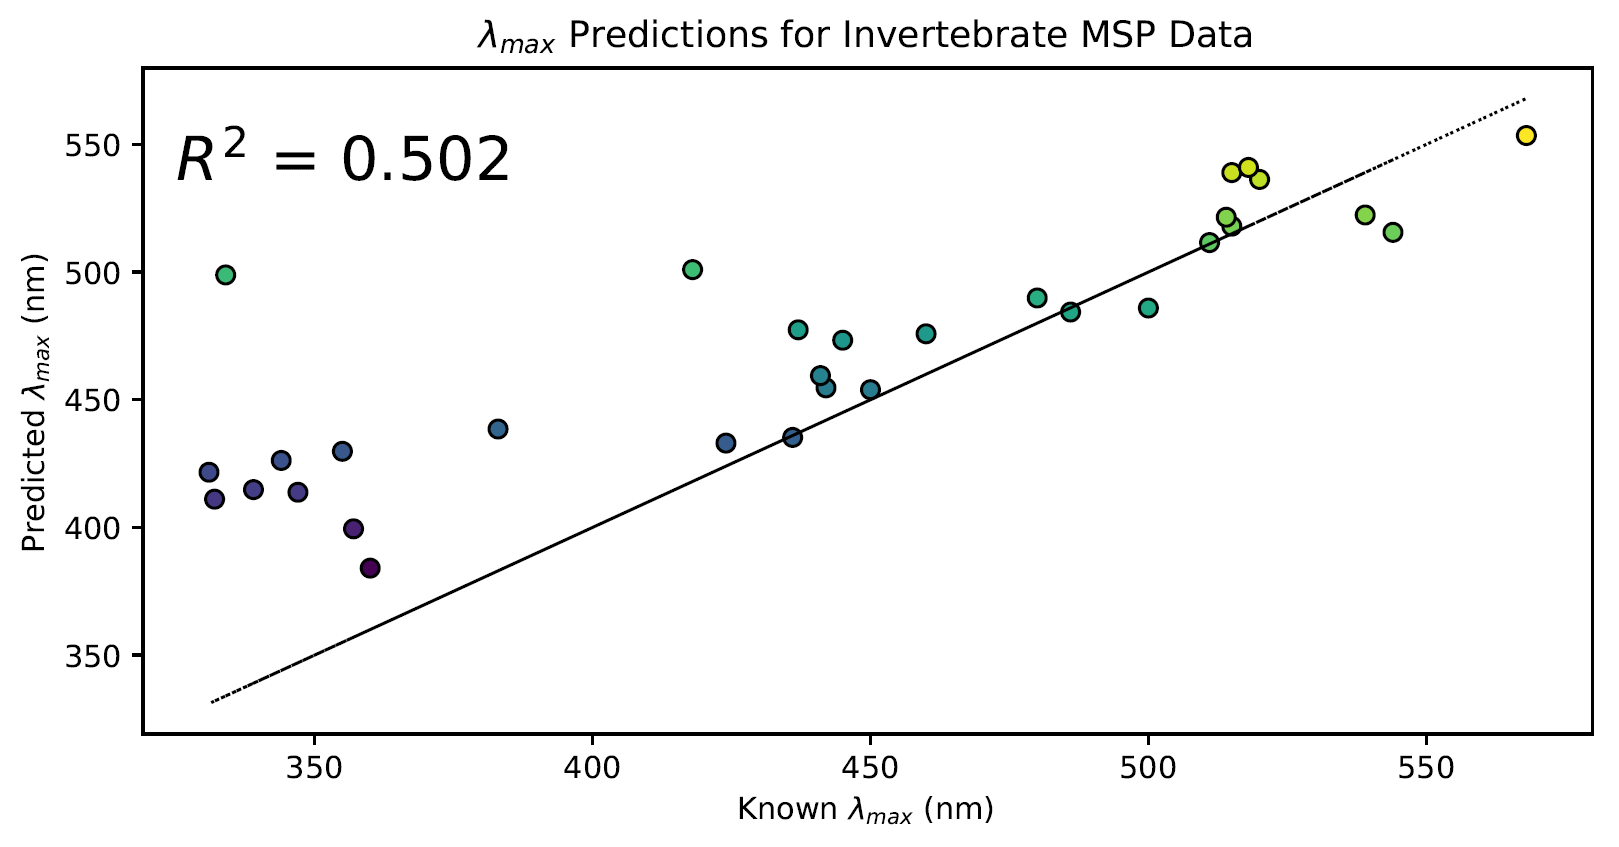 λmax Predictions for Invertebrate MSP Data
R² = 0.502
Predicted λmax (nm)
550
500
450
400
350
350 400 450 500 550
Known λmax (nm)